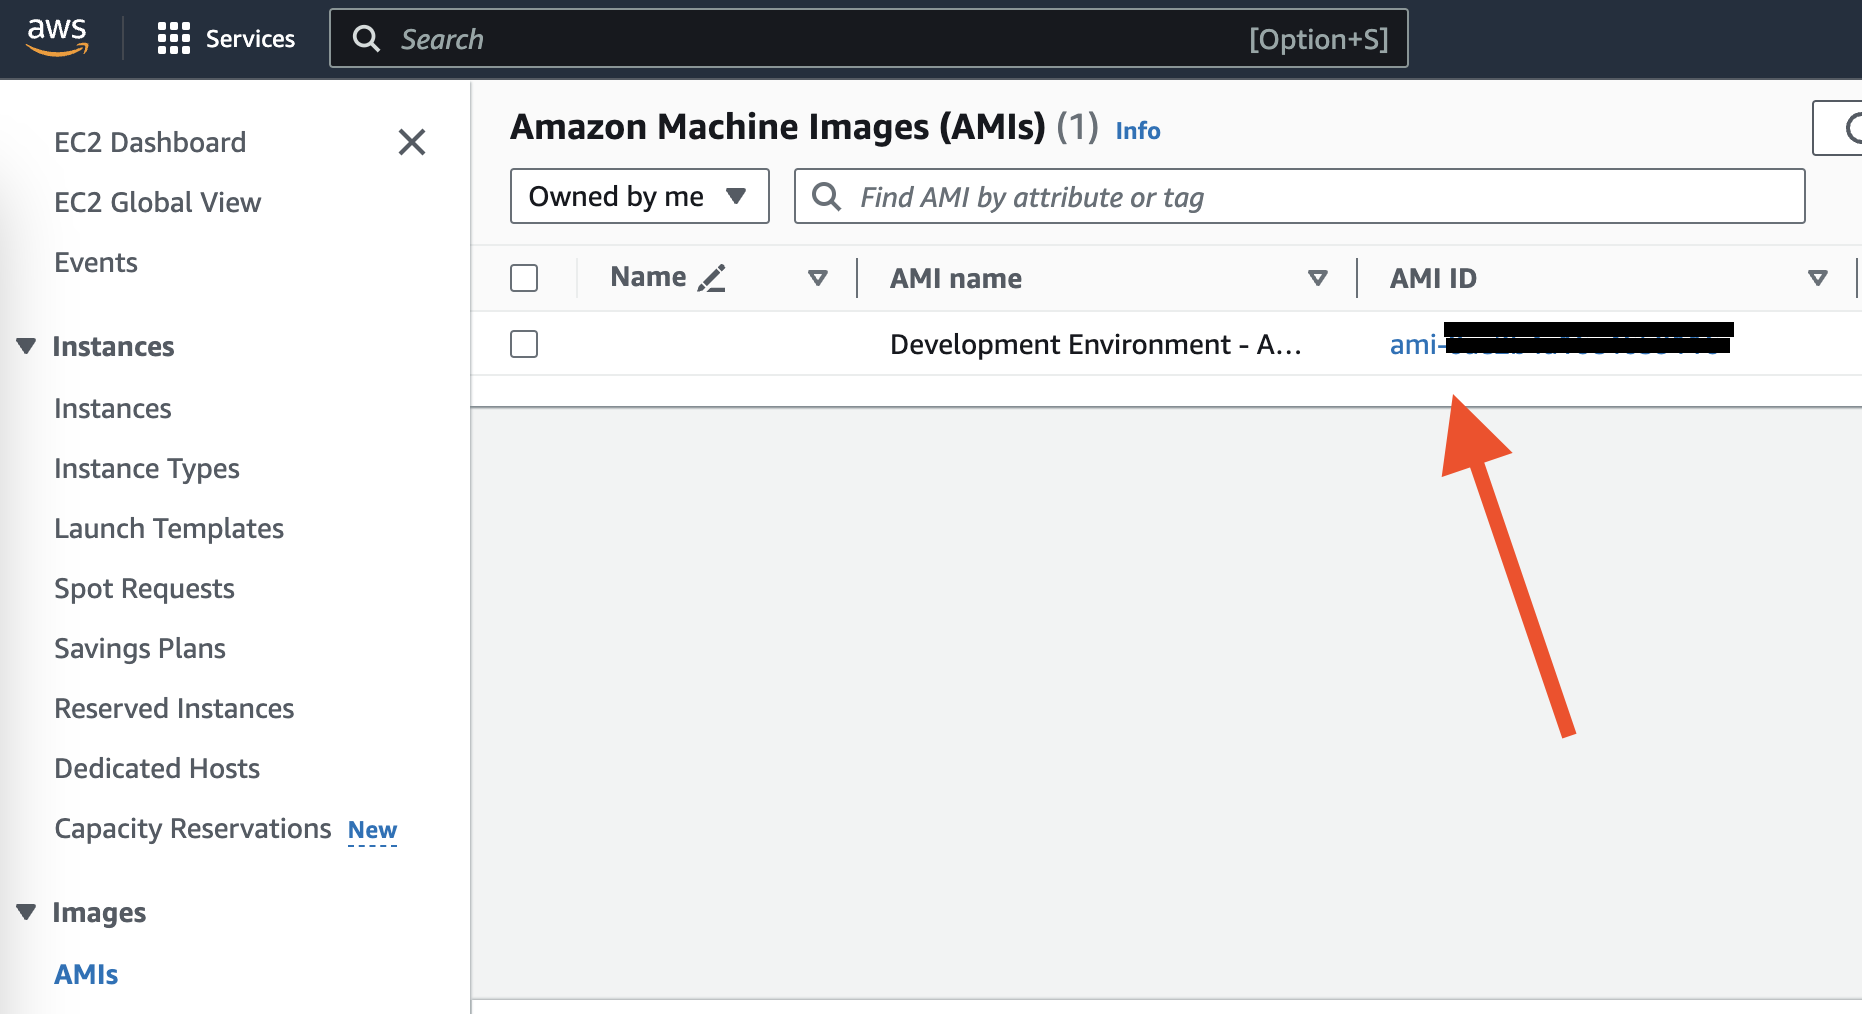 aws
Services
Search
[Option+S]
EC2 Dashboard
EC2 Global View
Events
Instances
Instances
Instance Types
Launch Templates
Spot Requests
Savings Plans
Reserved Instances
Dedicated Hosts
Capacity Reservations New
Images
AMIs
Amazon Machine Images (AMIs) (1) Info
Owned by me
Find AMI by attribute or tag
Name AMI name AMI ID
Development Environment - A... ami-